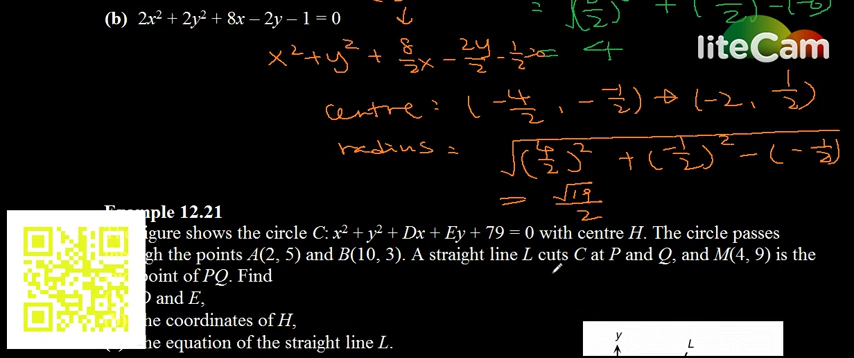 (b) 2x² + 2y² + 8x – 2y – 1 = 0
= 4
liteCam
x² + y² + 8/2 x - 2y/2 - 1/2 =
centre = (-4/2, - -1/2) → (-2, 1/2)
radius = √(4/2)² + (-1/2)² - (-1/2)
= √19/2
ple 12.21
igure shows the circle C: x² + y² + Dx + Ey + 79 = 0 with centre H. The circle passes
gh the points A(2, 5) and B(10, 3). A straight line L cuts C at P and Q, and M(4, 9) is the
point of PQ. Find
D and E,
he coordinates of H,
he equation of the straight line L.
y
L